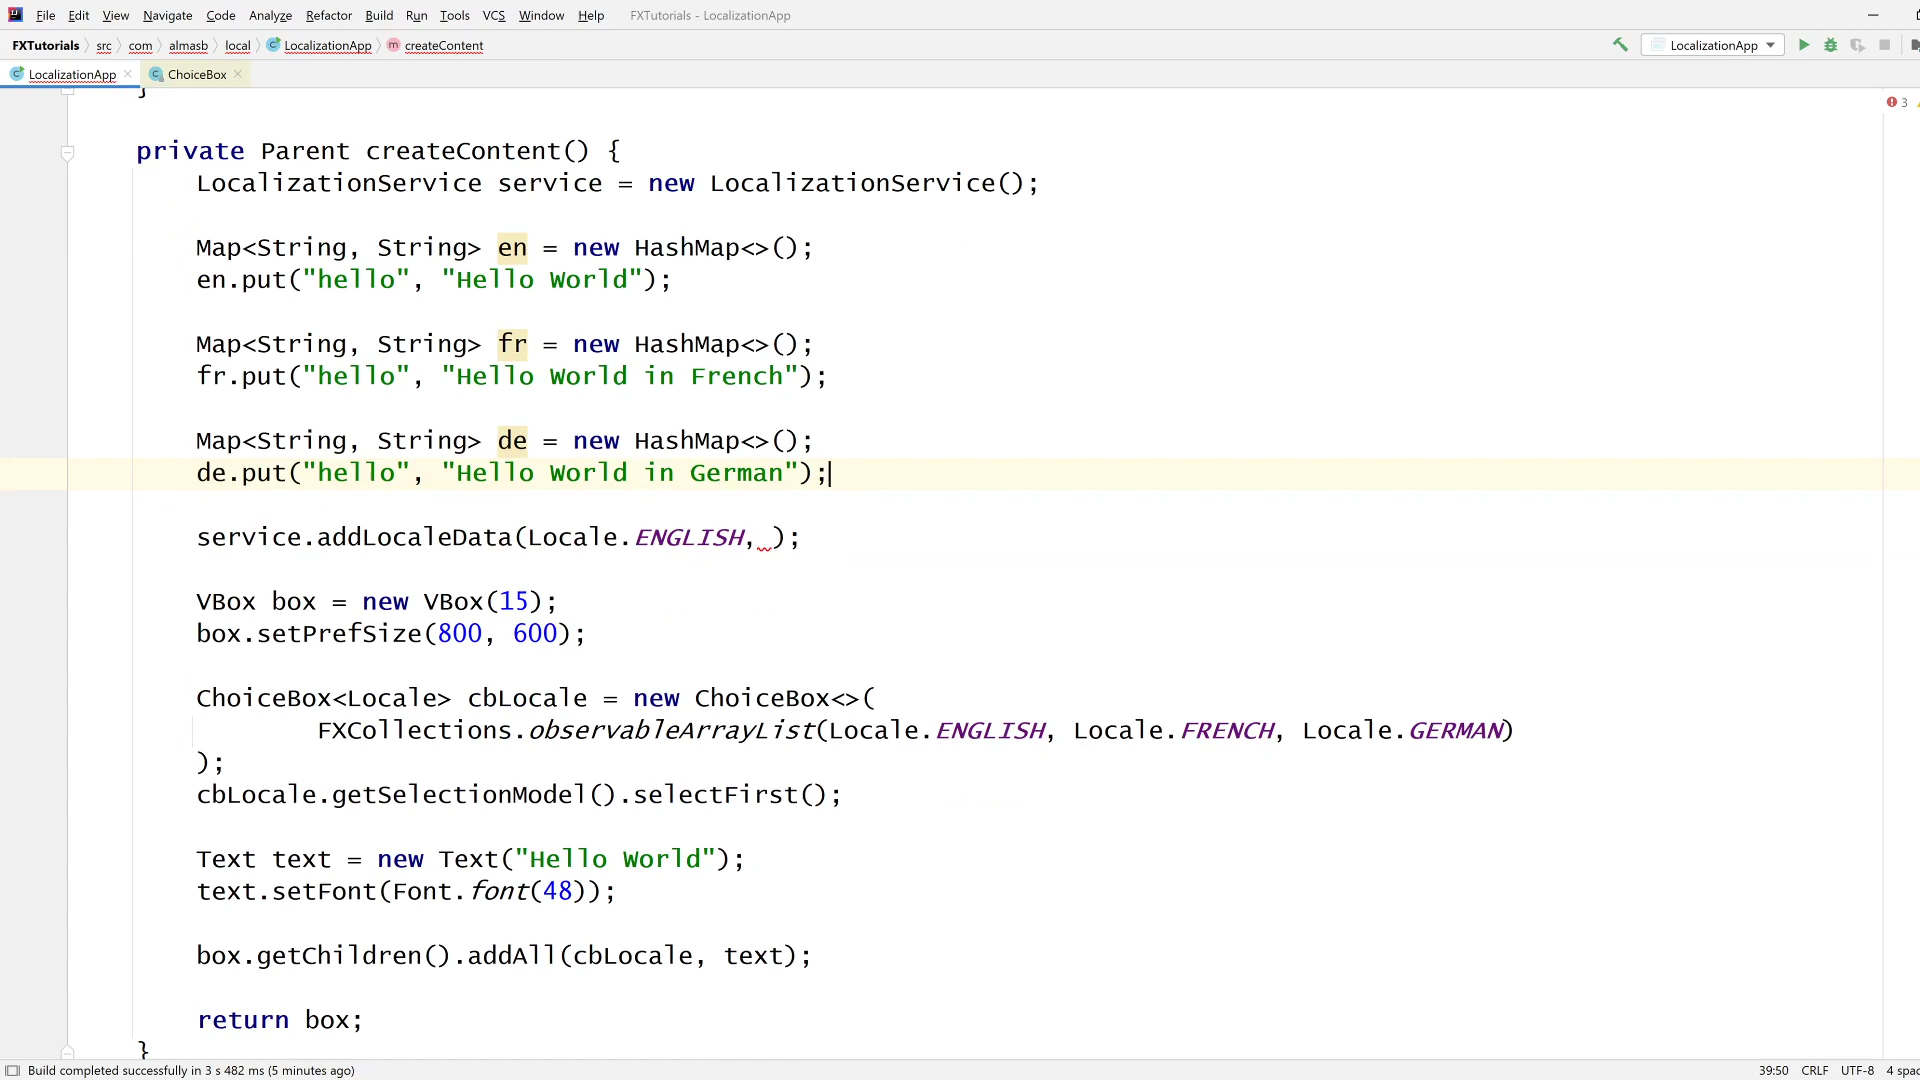 File Edit View Navigate Code Analyze Refactor Build Run Tools VCS Window Help FXTutorials - LocalizationApp
FXTutorials src com almasb local LocalizationApp createContent LocalizationApp
LocalizationApp ChoiceBox
}
3
private Parent createContent() {
LocalizationService service = new LocalizationService();
Map<String, String> en = new HashMap<>();
en.put("hello", "Hello World");
Map<String, String> fr = new HashMap<>();
fr.put("hello", "Hello World in French");
Map<String, String> de = new HashMap<>();
de.put("hello", "Hello World in German");
service.addLocaleData(Locale.ENGLISH, );
VBox box = new VBox(15);
box.setPrefSize(800, 600);
ChoiceBox<Locale> cbLocale = new ChoiceBox<>(
FXCollections.observableArrayList(Locale.ENGLISH, Locale.FRENCH, Locale.GERMAN)
);
cbLocale.getSelectionModel().selectFirst();
Text text = new Text("Hello World");
text.setFont(Font.font(48));
box.getChildren().addAll(cbLocale, text);
return box;
}
Build completed successfully in 3 s 482 ms (5 minutes ago) 39:50 CRLF UTF-8 4 spac